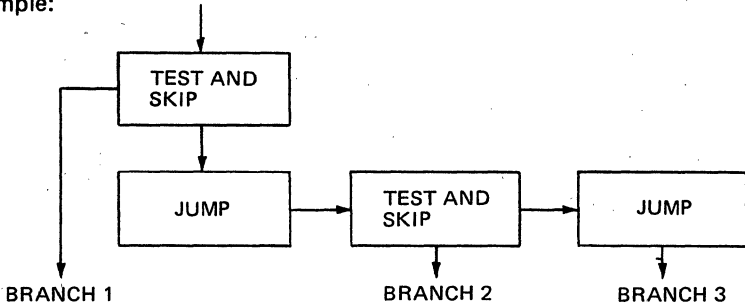 mple:
TEST AND
SKIP
JUMP
TEST AND
SKIP
JUMP
BRANCH 1
BRANCH 2
BRANCH 3